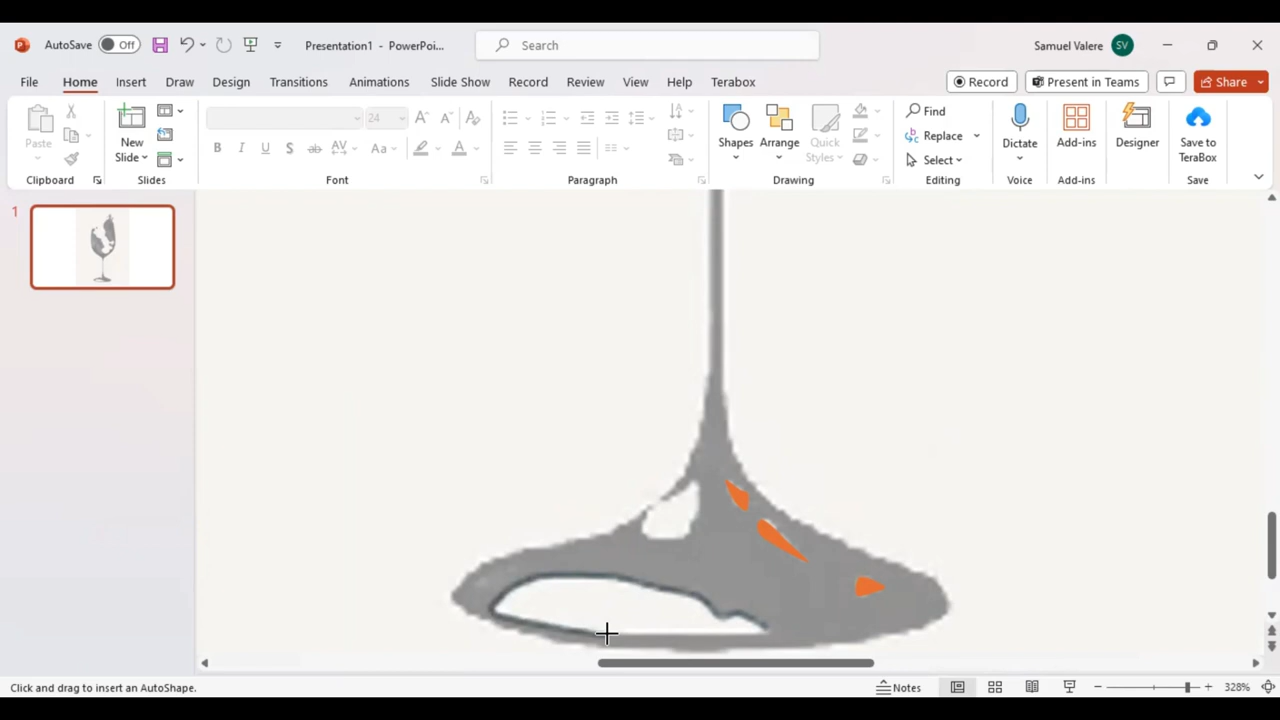 AutoSave Off Presentation1 - PowerPoi... Search Samuel Valere SV
File Home Insert Draw Design Transitions Animations Slide Show Record Review View Help Terabox Record Present in Teams Share
Paste New Slide 24 B I U S ab AV Aa A Shapes Arrange Quick Styles Find Replace Select Dictate Add-ins Designer Save to TeraBox
Clipboard Slides Font Paragraph Drawing Editing Voice Add-ins Save
1
Click and drag to insert an AutoShape. Notes 328%